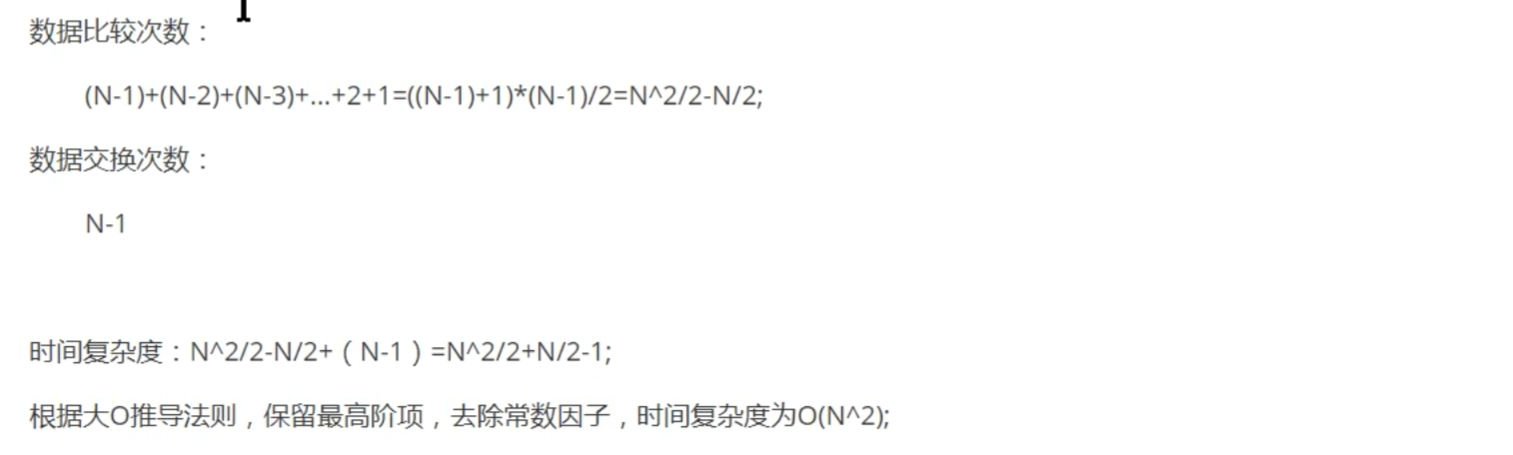 数据比较次数：
(N-1)+(N-2)+(N-3)+...+2+1=((N-1)+1)*(N-1)/2=N^2/2-N/2;
数据交换次数：
N-1
时间复杂度：N^2/2-N/2+（N-1）=N^2/2+N/2-1;
根据大O推导法则，保留最高阶项，去除常数因子，时间复杂度为O(N^2);